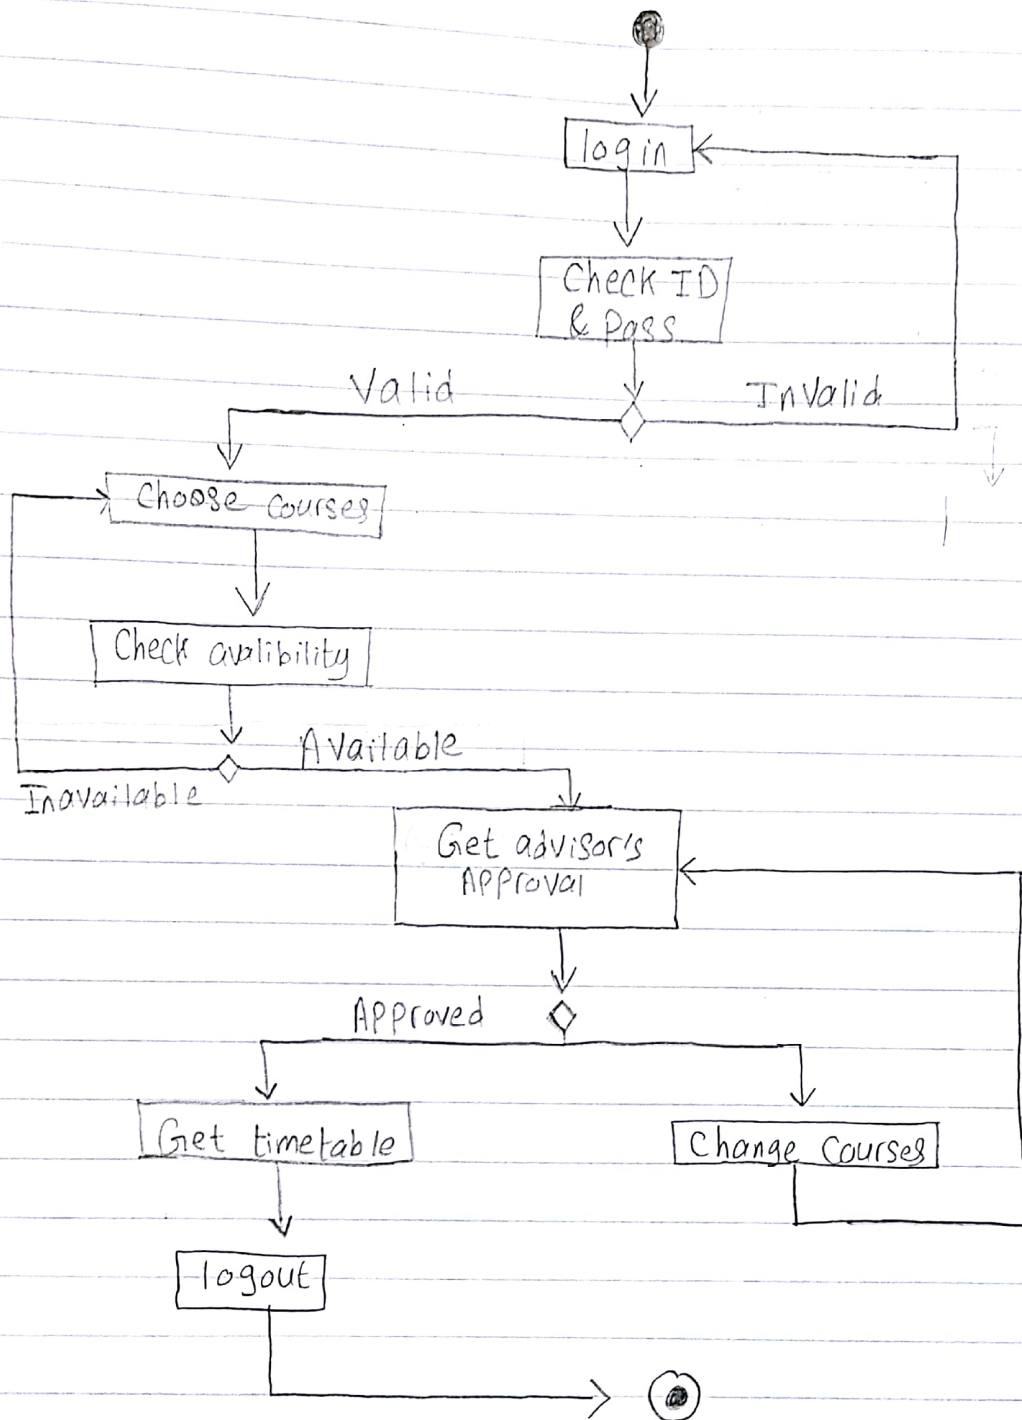 login
Check ID
& Pass
Valid
InValid
Choose courses
Check avalibility
Available
Inavailable
Get advisor's
APProval
APProved
Get timetable
Change Courses
logout